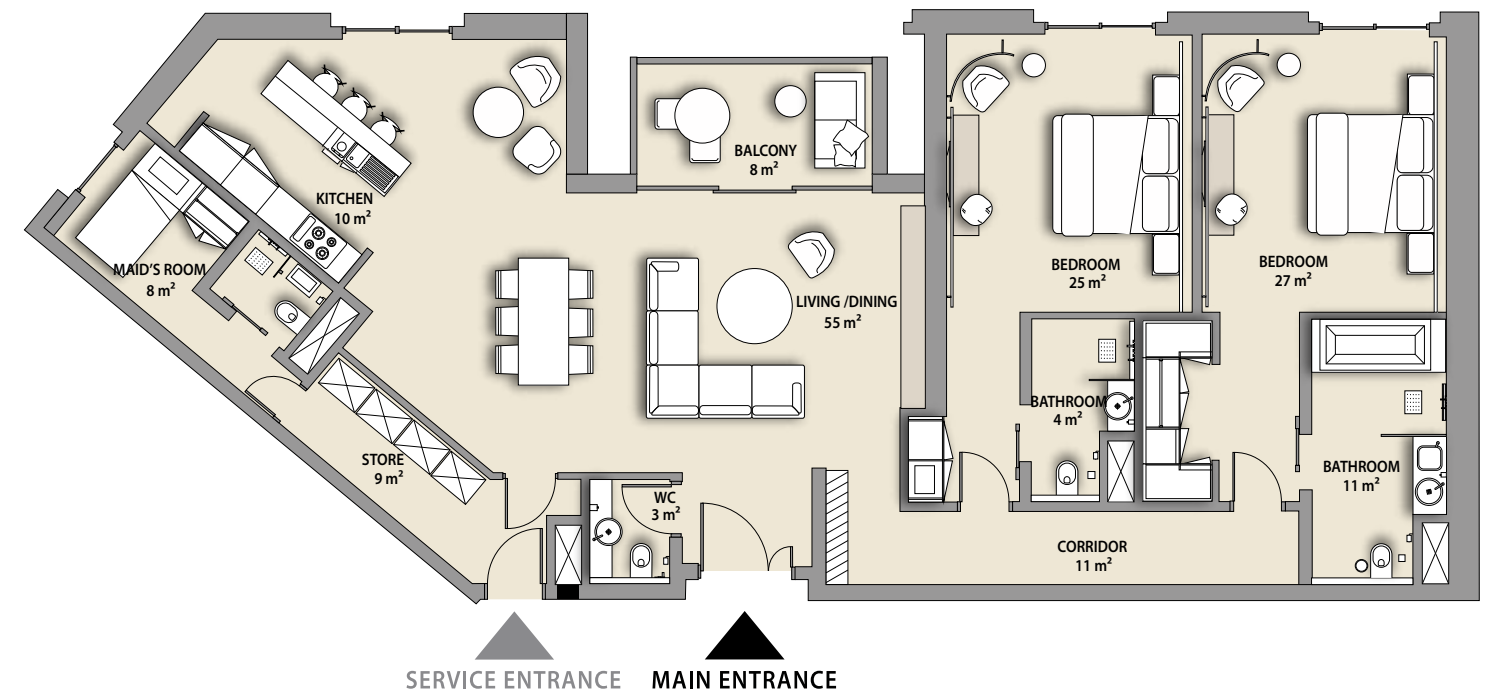 BALCONY
8 m²
KITCHEN
10 m²
MAID'S ROOM
8 m²
LIVING /DINING
55 m²
BEDROOM
25 m²
BEDROOM
27 m²
BATHROOM
4 m²
STORE
9 m²
WC
3 m²
BATHROOM
11 m²
CORRIDOR
11 m²
SERVICE ENTRANCE
MAIN ENTRANCE